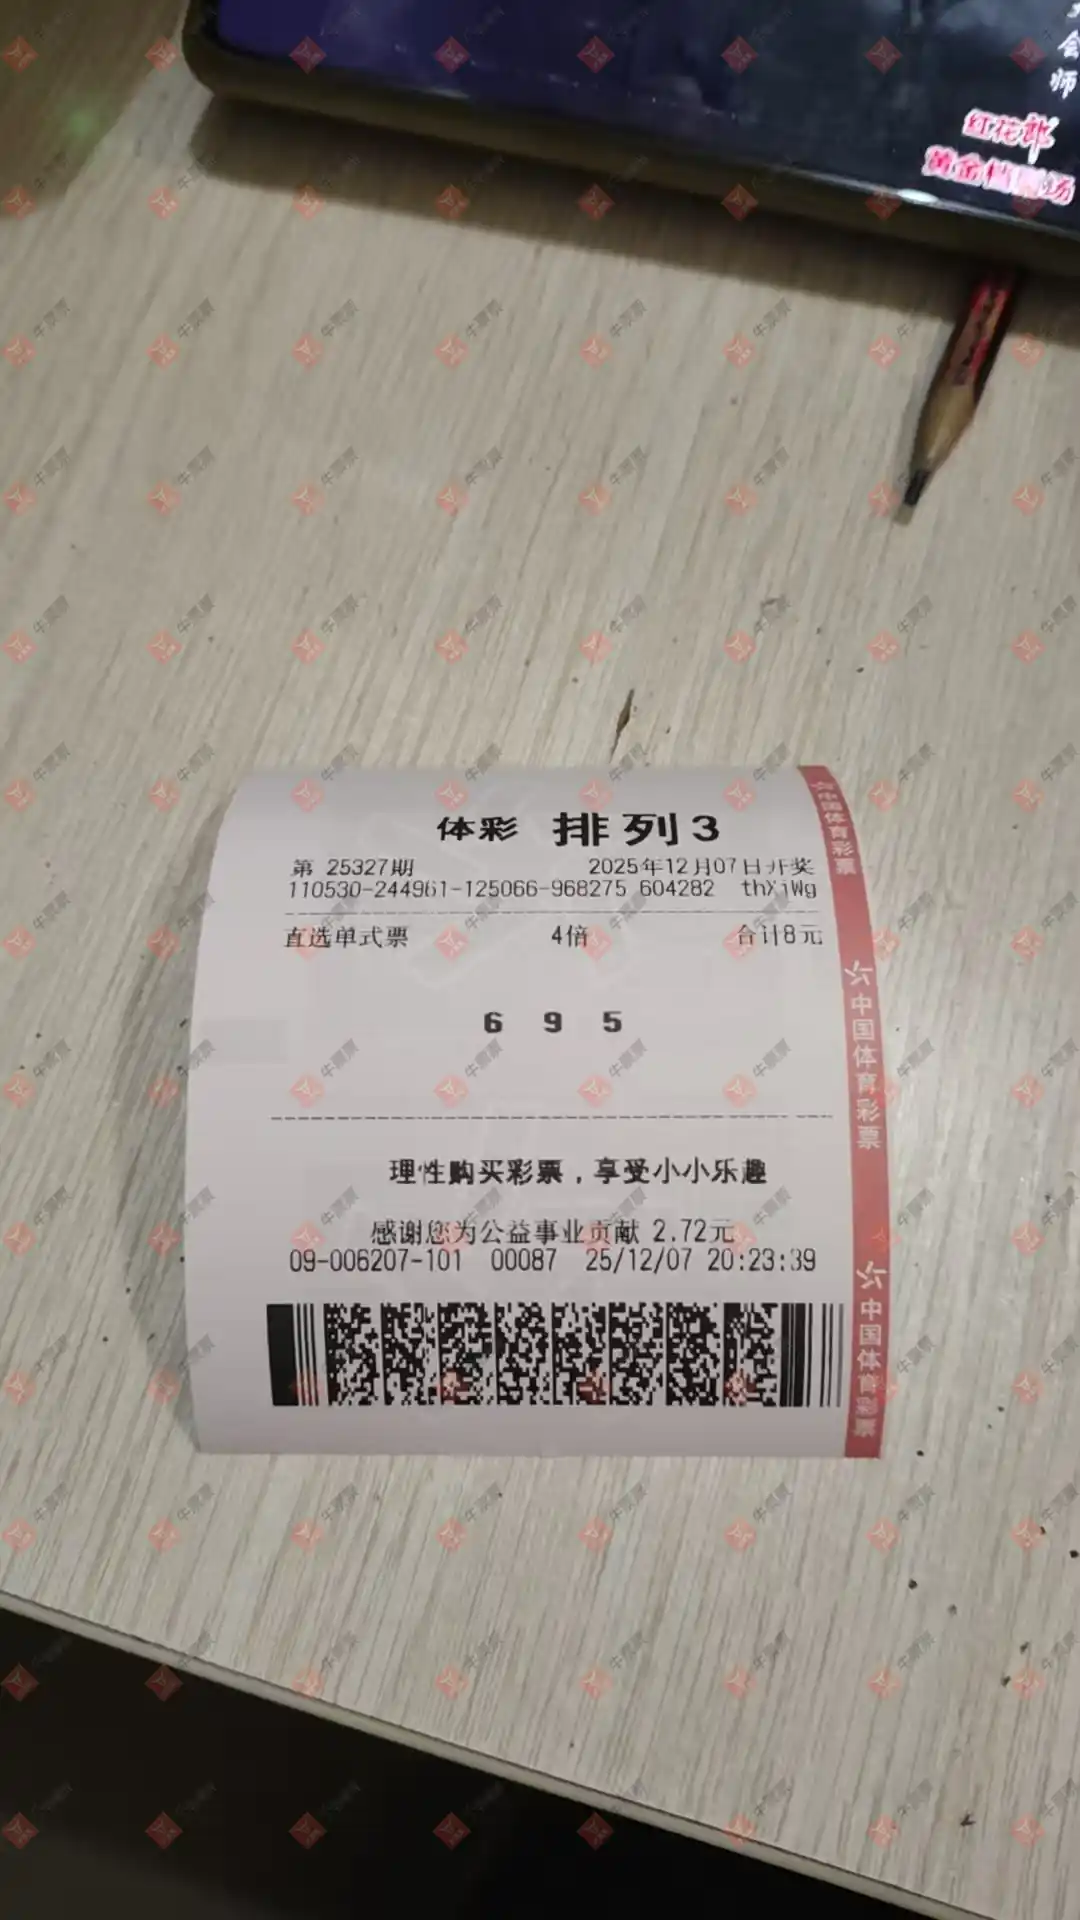 会
师
红花郎
体彩 排列3
第 25327期 2025年12月07日开奖
110530-244961-125066-968275 604282 thXjWg
直选单式票 4倍 合计8元
6 9 5
理性购买彩票，享受小小乐趣
感谢您为公益事业贡献 2.72元
09-006207-101 00087 25/12/07 20:23:39
中国体育彩票
中国体育彩票
中国体育彩票